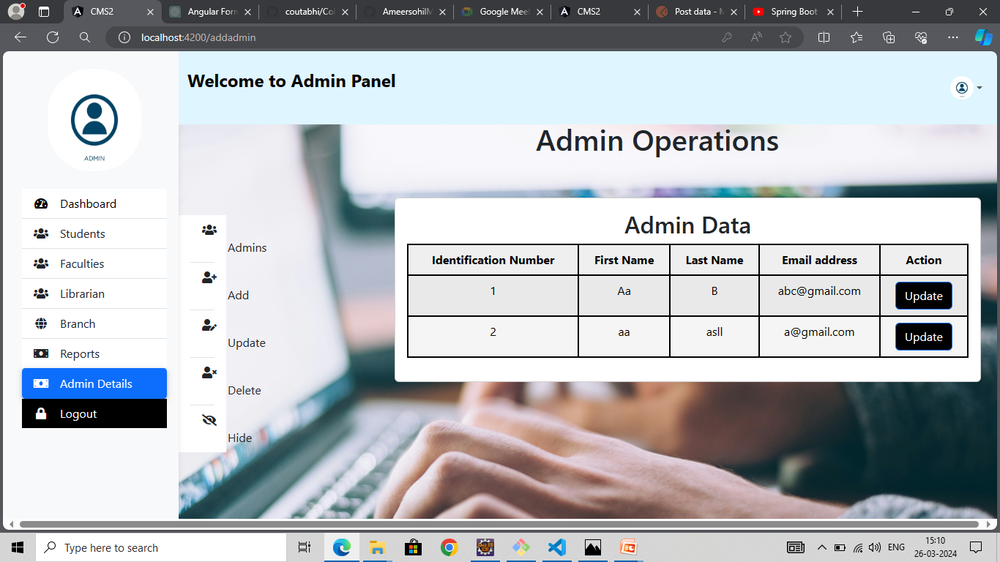 CMS2
Angular Forn
coutabhi/Col
AmeersohilM
Google Meet
CMS2
Post data - M
Spring Boot
localhost:4200/addadmin
Welcome to Admin Panel
ADMIN
Dashboard
Students
Faculties
Librarian
Branch
Reports
Admin Details
Logout
Admin Operations
Admins
Add
Update
Delete
Hide
Admin Data
Identification Number First Name Last Name Email address Action
1 Aa B abc@gmail.com Update
2 aa asll a@gmail.com Update
Type here to search
ENG
15:10
26-03-2024